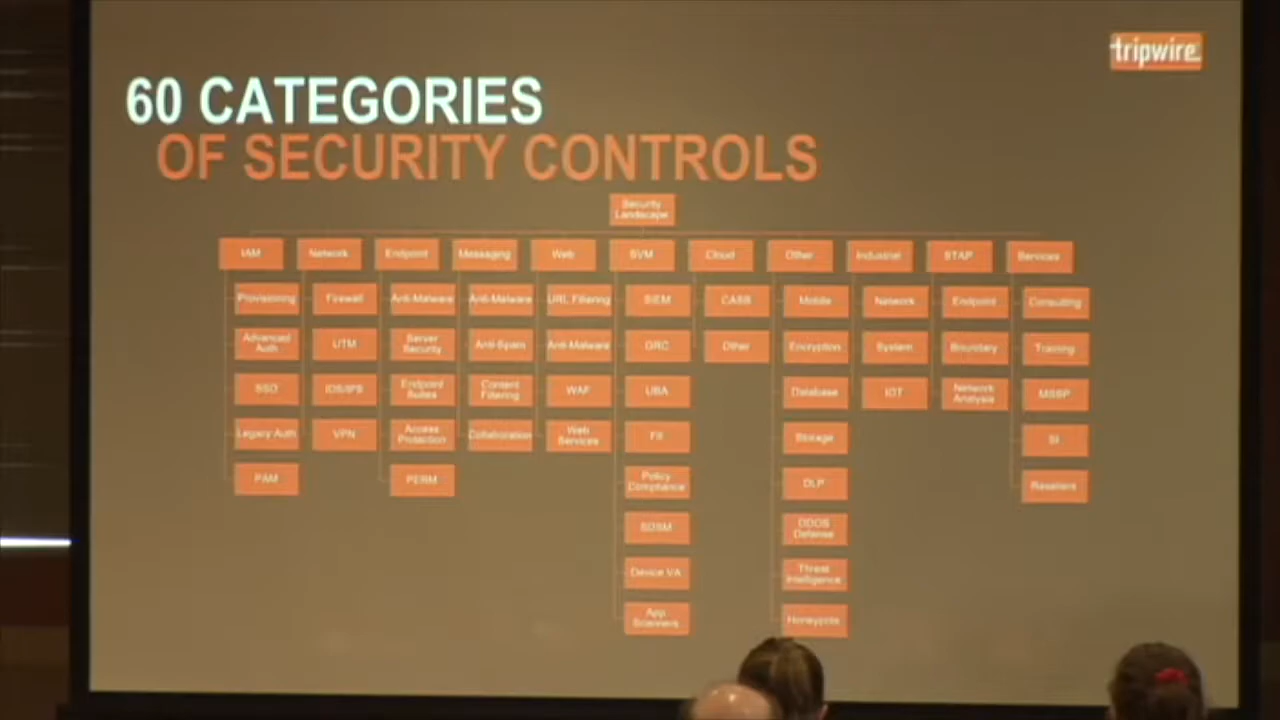 tripwire
60 CATEGORIES
OF SECURITY CONTROLS
Security
Landscape
IAM
Network
Endpoint
Messaging
Web
SVM
Cloud
Other
Industrial
STAP
Services
Provisioning
Firewall
Anti-Malware
Anti-Malware
URL Filtering
SIEM
CASB
Mobile
Network
Endpoint
Consulting
Advanced
Auth
UTM
Server
Security
Anti-Spam
Anti-Malware
GRC
Other
Encryption
System
Boundary
Training
SSO
IDS/IPS
Endpoint
Suites
Content
Filtering
WAF
UBA
Database
IOT
Network
Analysis
MSSP
Legacy Auth
VPN
Access
Protection
Collaboration
Web
Services
Storage
SI
PAM
PERM
Policy
Compliance
DLP
Resellers
DDOS
Defense
Device VA
Threat
Intelligence
App
Scanners
Honeypots